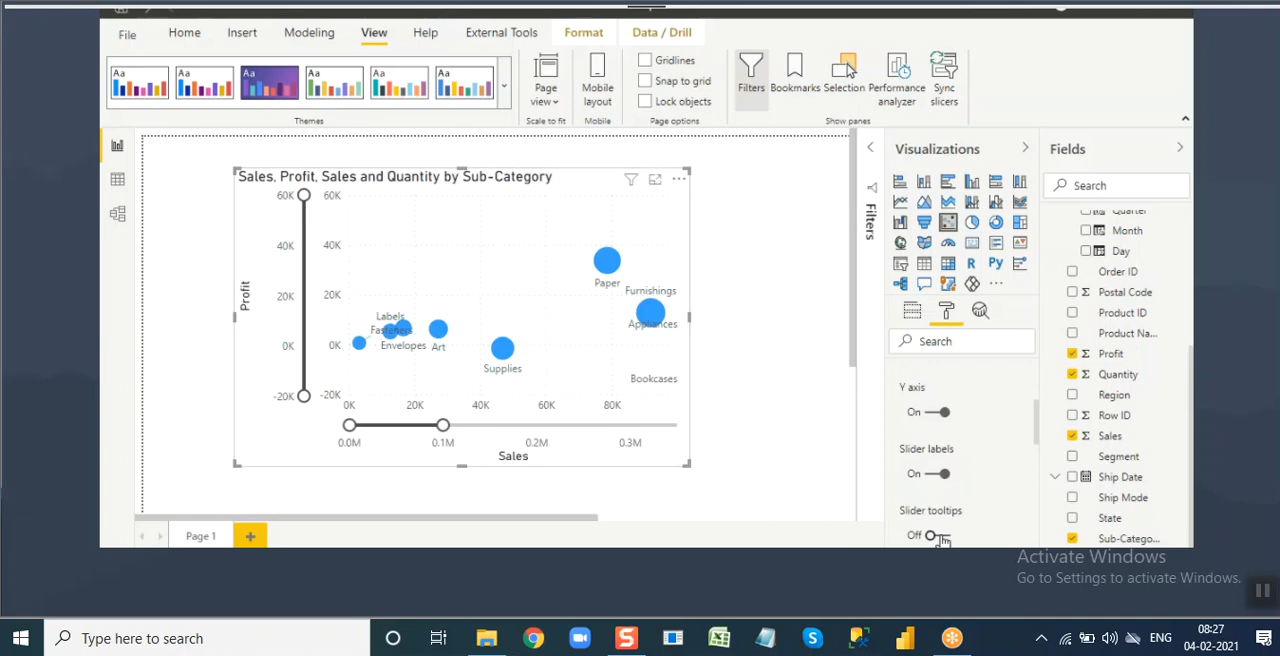 File Home Insert Modeling View Help External Tools Format Data / Drill
Aa Aa Aa Aa Aa Aa
Page view
Mobile layout
Gridlines
Snap to grid
Lock objects
Filters
Bookmarks
Selection
Performance analyzer
Sync slicers
Themes Scale to fit Mobile Page options Show panes
Sales, Profit, Sales and Quantity by Sub-Category
60K 60K
40K 40K
20K 20K
0K 0K
-20K -20K
Profit
Paper
Furnishings
Appliances
Labels
Fasteners
Envelopes
Art
Supplies
Bookcases
0K 20K 40K 60K 80K
0.0M 0.1M 0.2M 0.3M
Sales
Page 1
+
Filters
Visualizations
R Py
Search
Y axis
On
Slider labels
On
Slider tooltips
Off
Fields
Search
Quarter
Month
Day
Order ID
Σ Postal Code
Product ID
Product Na...
Σ Profit
Σ Quantity
Region
Σ Row ID
Σ Sales
Segment
Ship Date
Ship Mode
State
Sub-Catego...
Activate Windows
Go to Settings to activate Windows.
Type here to search
S
S
ENG
08:27
04-02-2021